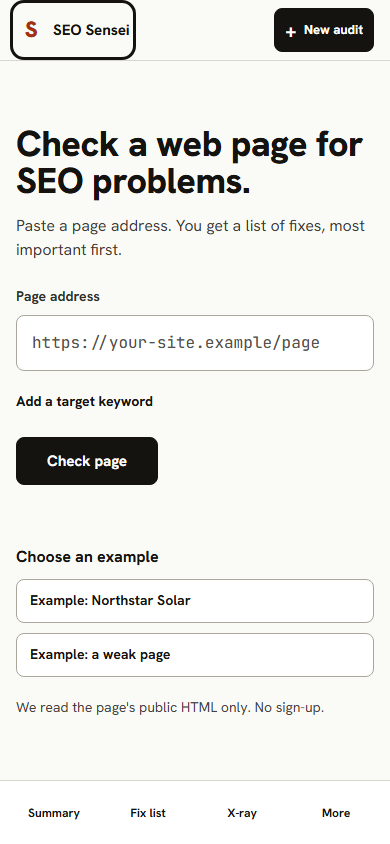 S SEO Sensei
+ New audit
Check a web page for
SEO problems.
Paste a page address. You get a list of fixes, most
important first.
Page address
https://your-site.example/page
Add a target keyword
Check page
Choose an example
Example: Northstar Solar
Example: a weak page
We read the page's public HTML only. No sign-up.
Summary Fix list X-ray More